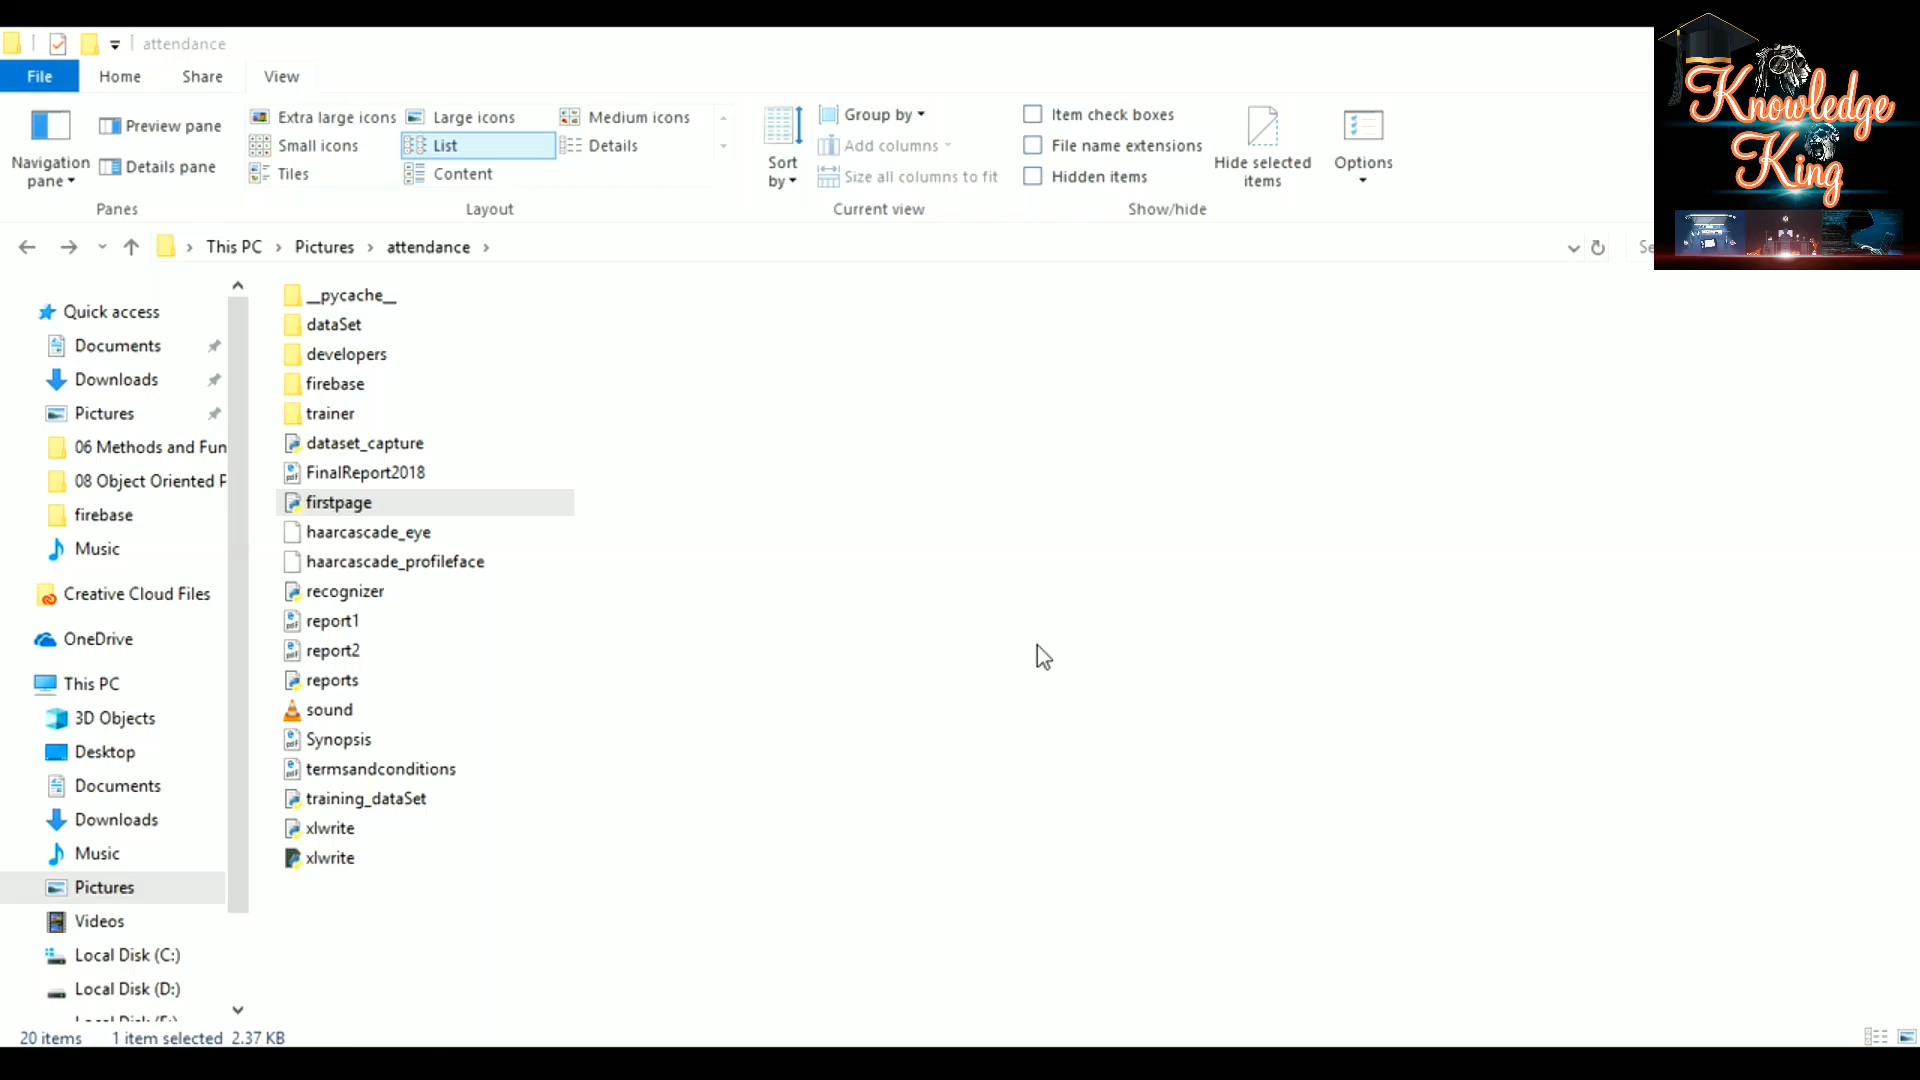 attendance
File Home Share View
Navigation pane
Preview pane
Details pane
Panes
Extra large icons Large icons Medium icons
Small icons List Details
Tiles Content
Layout
Sort by
Group by
Add columns
Size all columns to fit
Current view
Item check boxes
File name extensions
Hidden items
Hide selected items
Show/hide
Options
Knowledge
King
This PC > Pictures > attendance >
Quick access
Documents
Downloads
Pictures
06 Methods and Fun
08 Object Oriented P
firebase
Music
Creative Cloud Files
OneDrive
This PC
3D Objects
Desktop
Documents
Downloads
Music
Pictures
Videos
Local Disk (C:)
Local Disk (D:)
__pycache__
dataSet
developers
firebase
trainer
dataset_capture
FinalReport2018
firstpage
haarcascade_eye
haarcascade_profileface
recognizer
report1
report2
reports
sound
Synopsis
termsandconditions
training_dataSet
xlwrite
xlwrite
20 items 1 item selected 2.37 KB